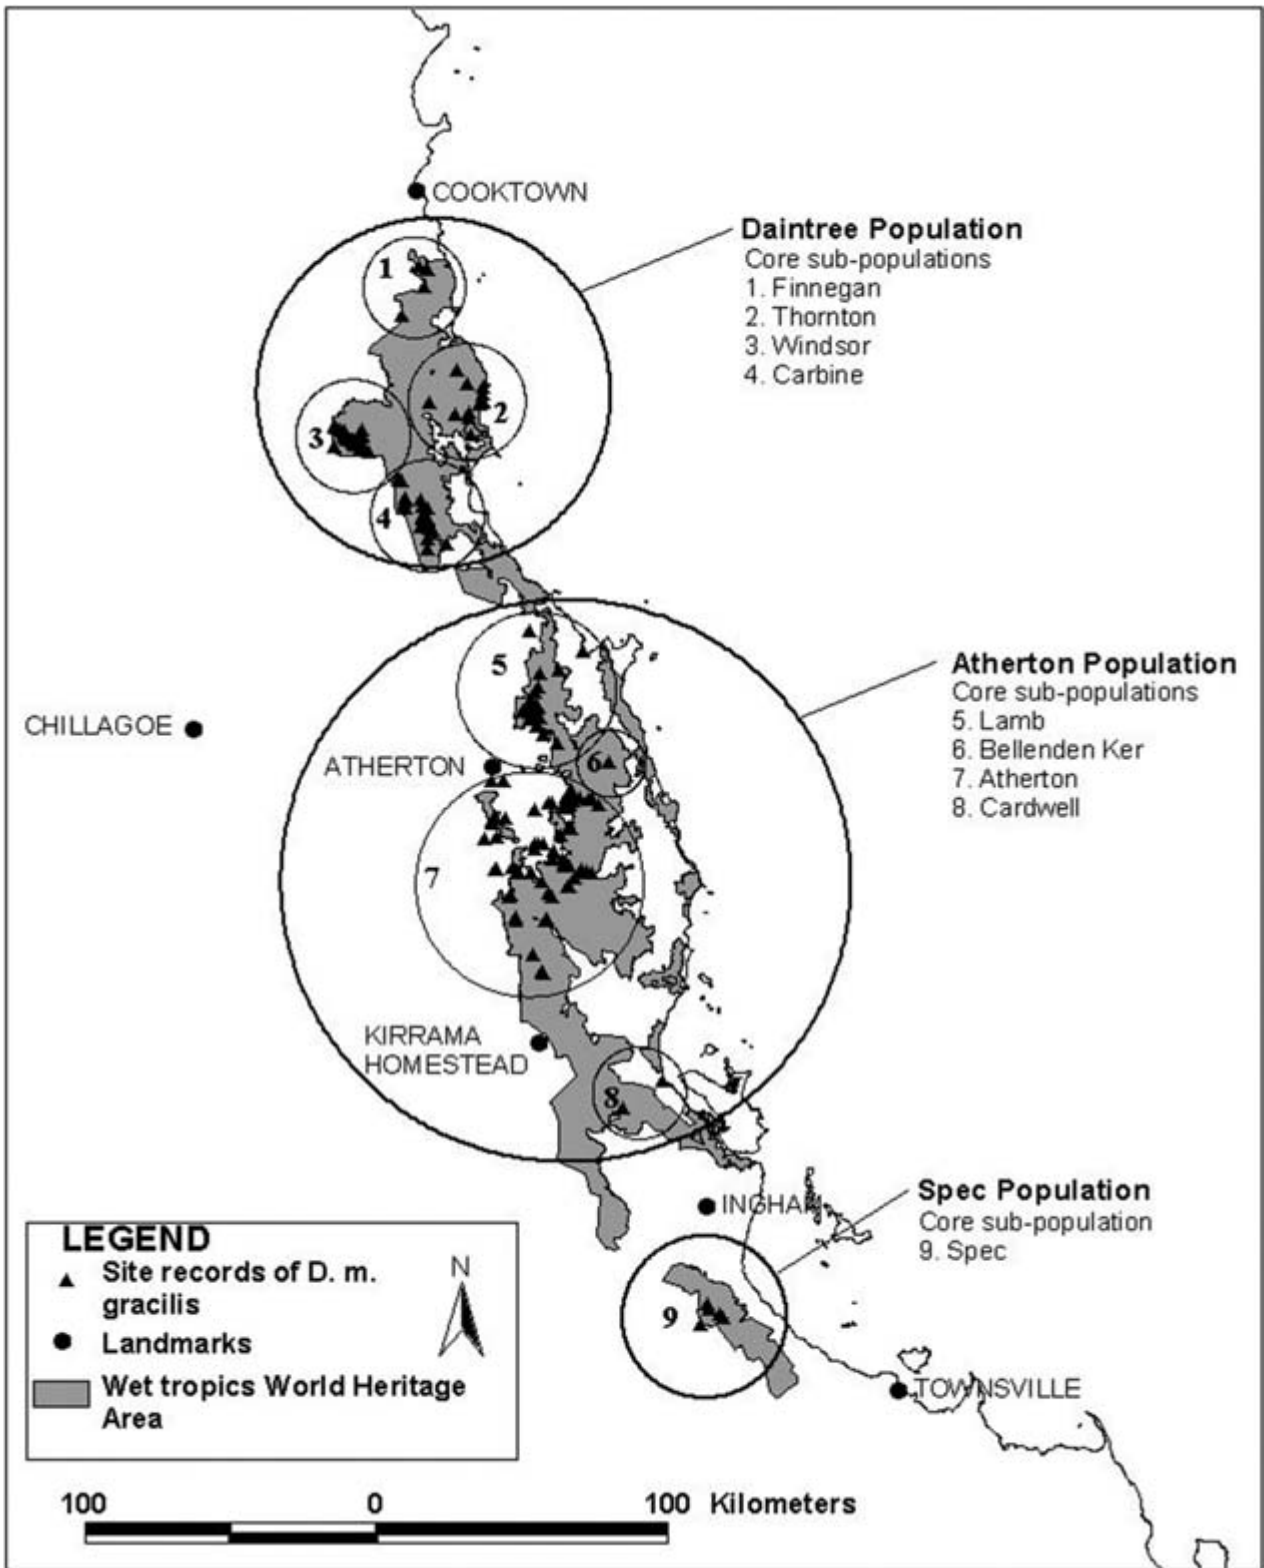 COOKTOWN
Daintree Population
Core sub-populations
1. Finnegan
2. Thornton
3. Windsor
4. Carbine
1
2
3
4
Atherton Population
Core sub-populations
5. Lamb
6. Bellenden Ker
7. Atherton
8. Cardwell
5
CHILLAGOE
ATHERTON
6
7
KIRRAMA
HOMESTEAD
8
Spec Population
Core sub-population
9. Spec
INGHAM
9
TOWNSVILLE
LEGEND
Site records of D. m.
gracilis
Landmarks
Wet tropics World Heritage
Area
N
100 0 100 Kilometers